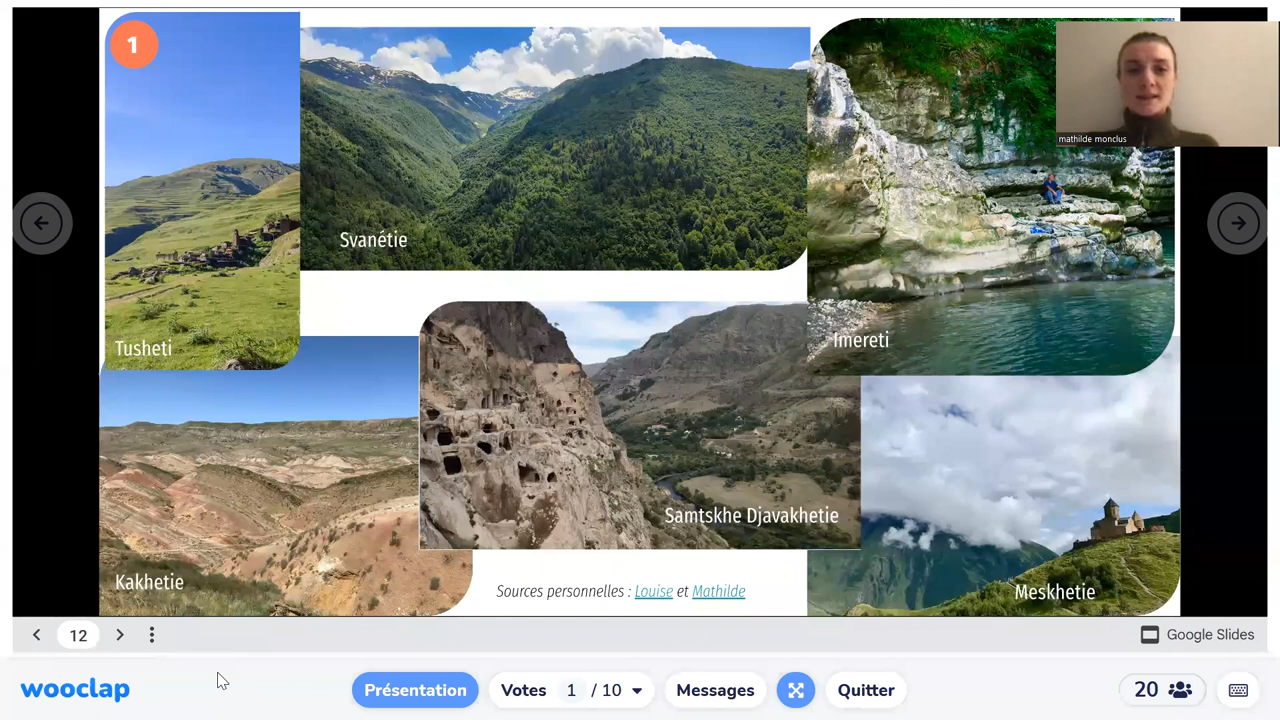 1
mathilde monclus
Svanétie
Tusheti
Imereti
Samtskhe Djavakhetie
Kakhetie
Sources personnelles : Louise et Mathilde
Meskhetie
12
Google Slides
wooclap
Présentation
Votes 1 / 10
Messages
Quitter
20